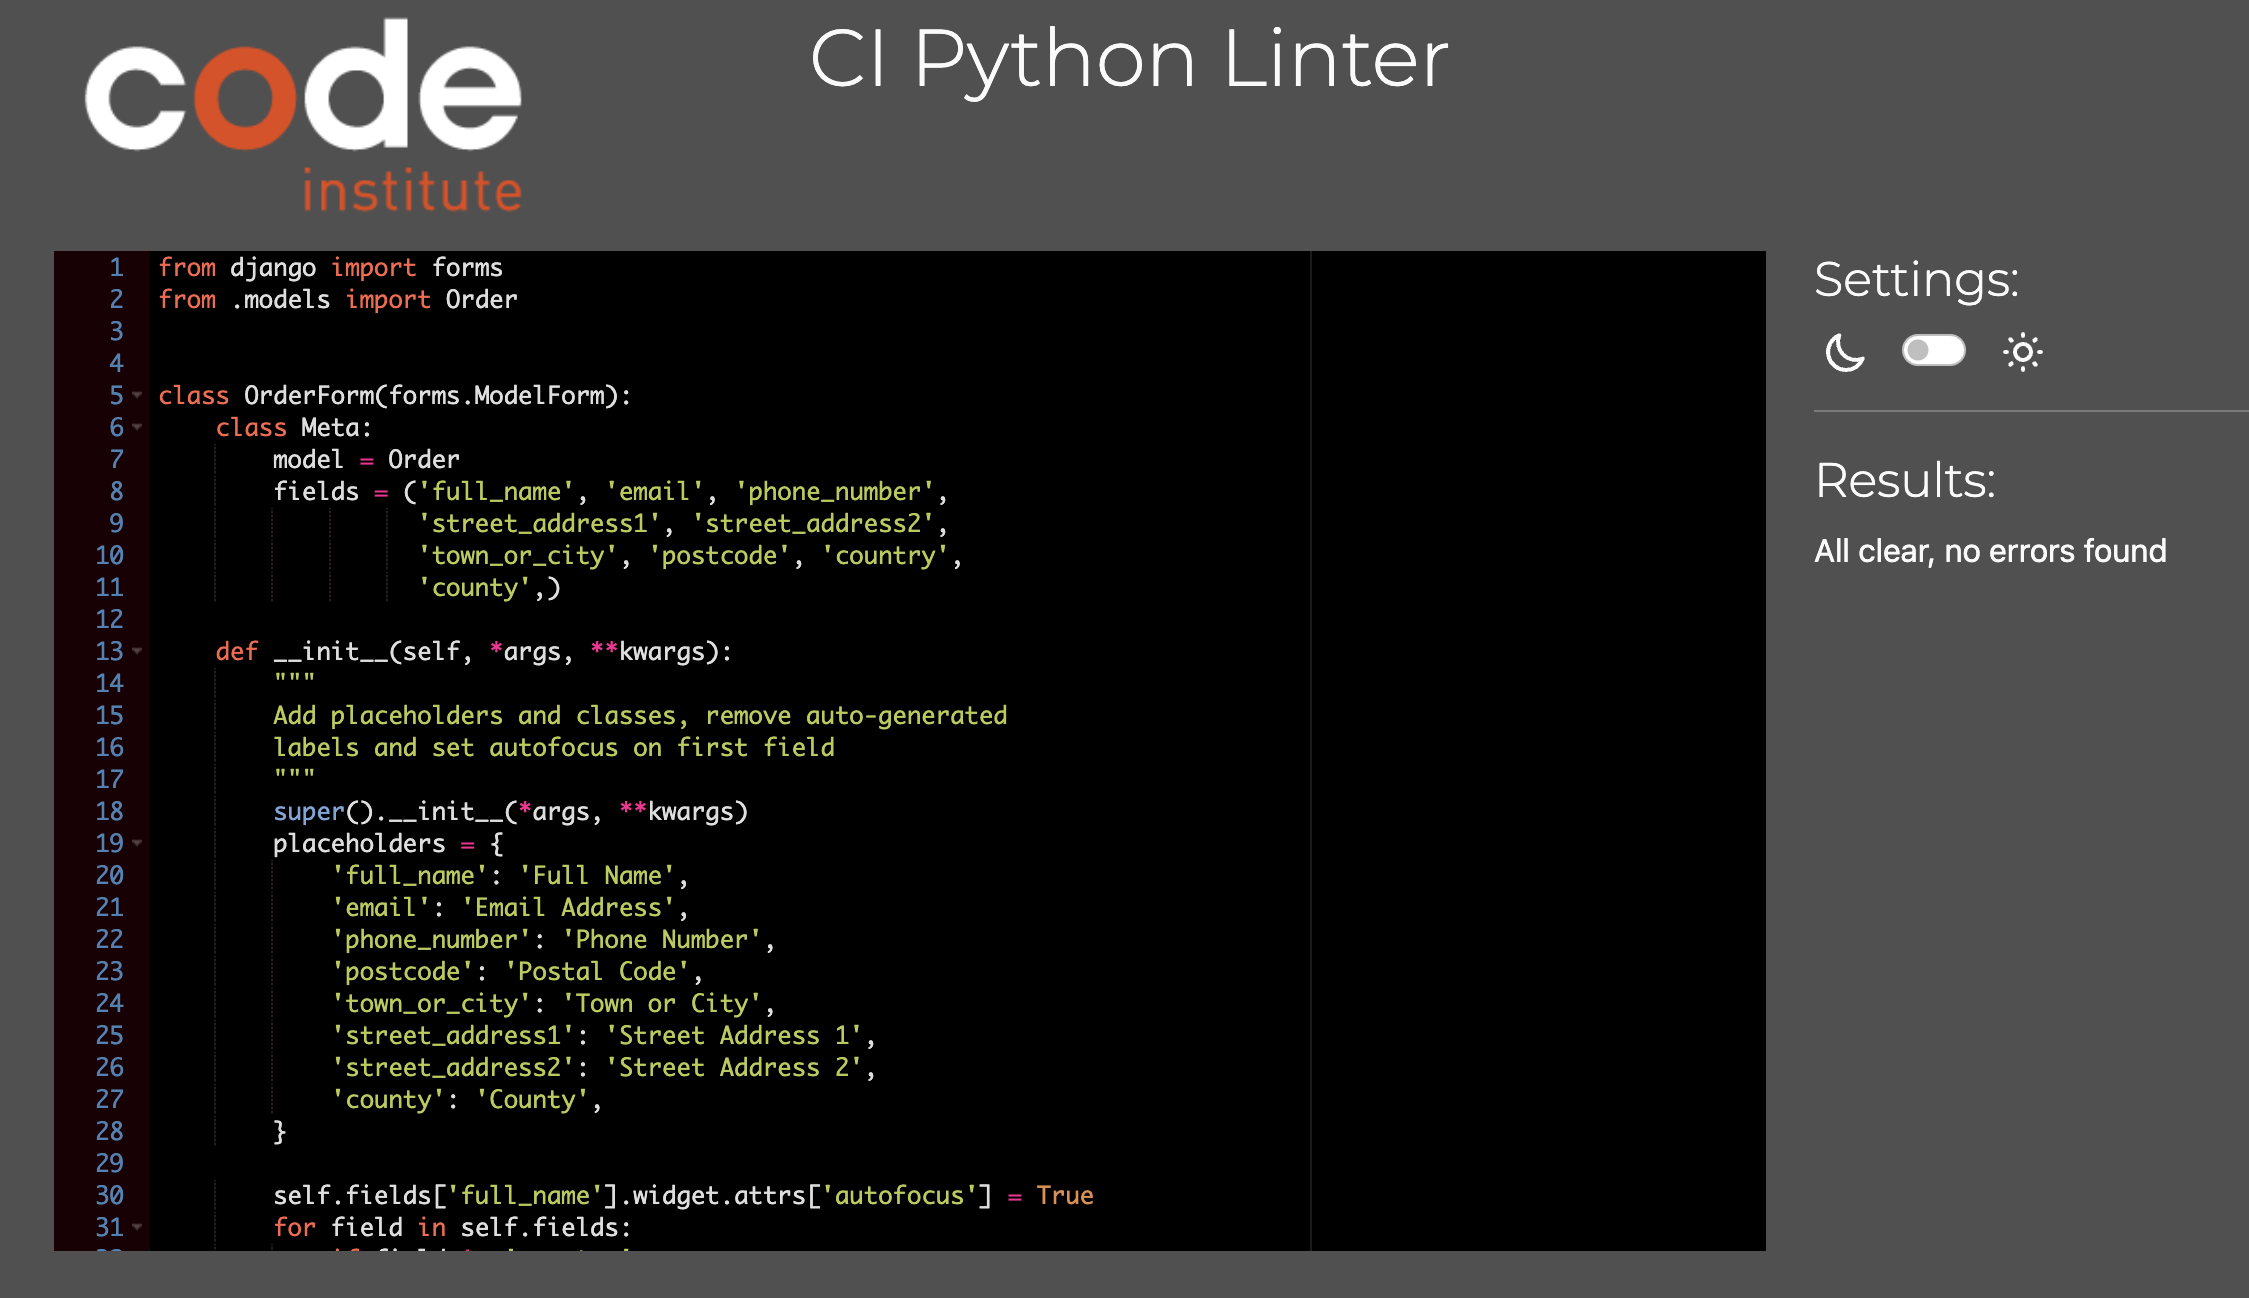 code
institute
CI Python Linter
1 from django import forms
2 from .models import Order
3
4
5 class OrderForm(forms.ModelForm):
6     class Meta:
7         model = Order
8         fields = ('full_name', 'email', 'phone_number',
9                   'street_address1', 'street_address2',
10                   'town_or_city', 'postcode', 'country',
11                   'county',)
12
13     def __init__(self, *args, **kwargs):
14         """
15         Add placeholders and classes, remove auto-generated
16         labels and set autofocus on first field
17         """
18         super().__init__(*args, **kwargs)
19         placeholders = {
20             'full_name': 'Full Name',
21             'email': 'Email Address',
22             'phone_number': 'Phone Number',
23             'postcode': 'Postal Code',
24             'town_or_city': 'Town or City',
25             'street_address1': 'Street Address 1',
26             'street_address2': 'Street Address 2',
27             'county': 'County',
28         }
29
30         self.fields['full_name'].widget.attrs['autofocus'] = True
31         for field in self.fields:
Settings:
Results:
All clear, no errors found